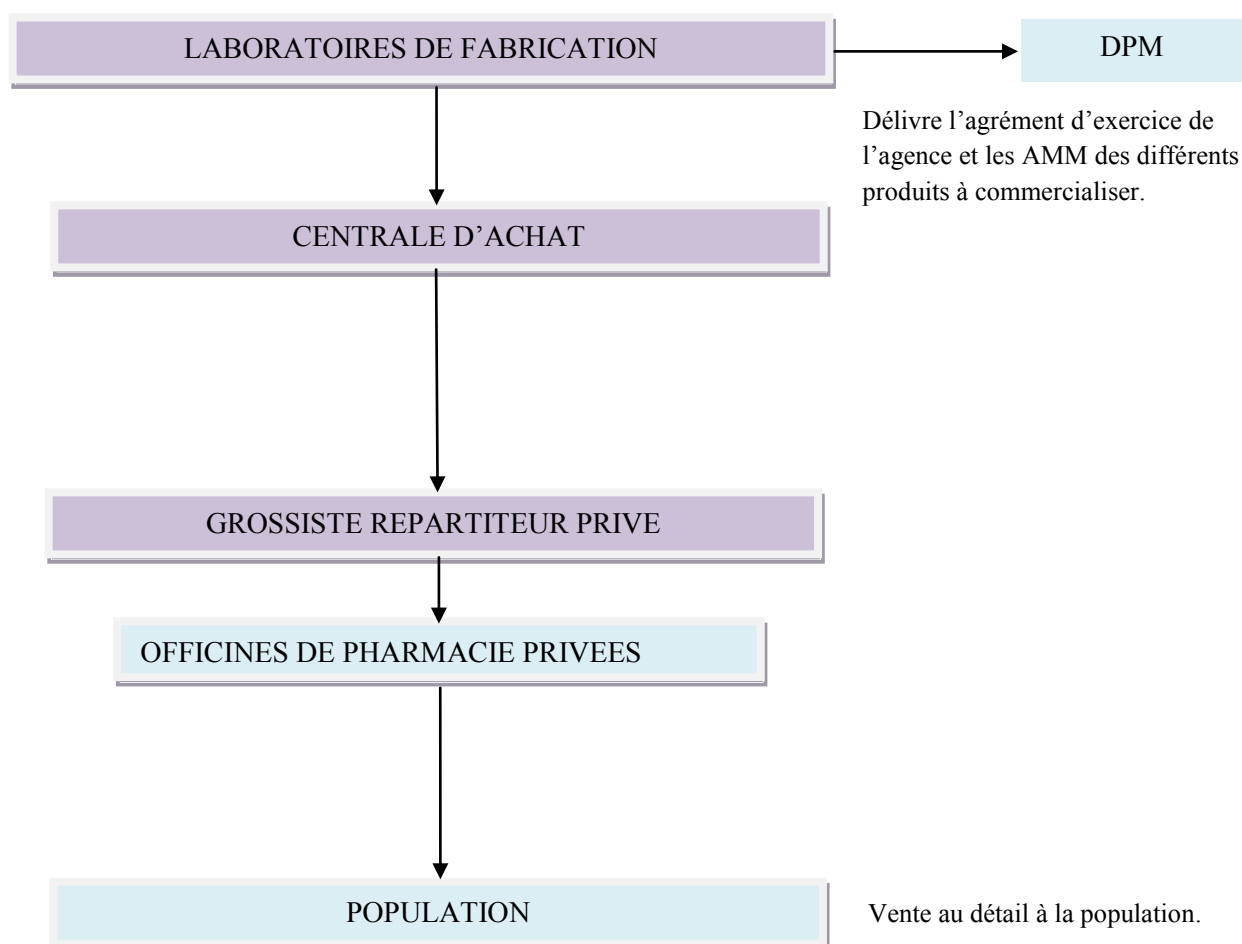 LABORATOIRES DE FABRICATION
DPM
Délivre l’agrément d’exercice de
l’agence et les AMM des différents
produits à commercialiser.
CENTRALE D’ACHAT
GROSSISTE REPARTITEUR PRIVE
OFFICINES DE PHARMACIE PRIVEES
POPULATION
Vente au détail à la population.